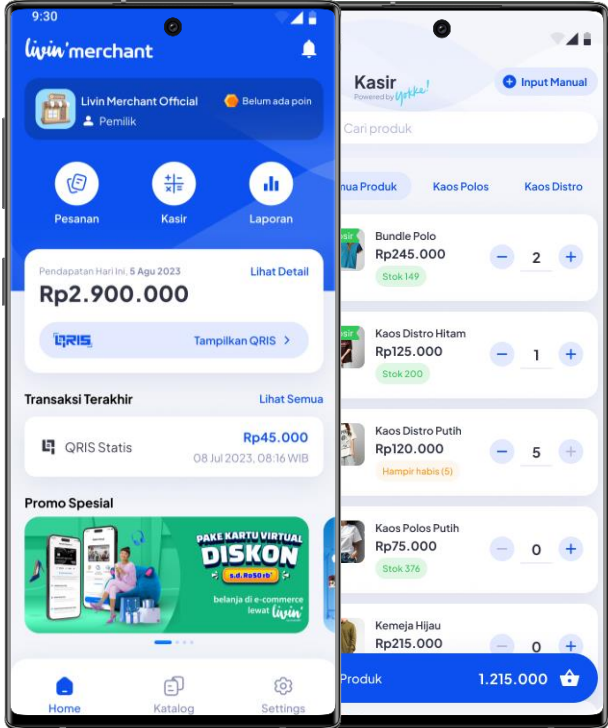 9:30
livin'merchant
Livin Merchant Official
Pemilik
Belum ada poin
Pesanan
Kasir
Laporan
Pendapatan Hari Ini, 5 Agu 2023
Lihat Detail
Rp2.900.000
QRIS
Tampilkan QRIS >
Transaksi Terakhir
Lihat Semua
QRIS Statis
Rp45.000
08 Jul 2023, 08:16 WIB
Promo Spesial
PAKE KARTU VIRTUAL
DISKON
s.d. Rp50rb*
belanja di e-commerce
lewat livin'
Home
Katalog
Settings
Kasir
Powered by yokke!
Input Manual
Cari produk
mua Produk
Kaos Polos
Kaos Distro
sir
Bundle Polo
Rp245.000
Stok 149
2
sir
Kaos Distro Hitam
Rp125.000
Stok 200
1
Kaos Distro Putih
Rp120.000
Hampir habis (5)
5
Kaos Polos Putih
Rp75.000
Stok 376
0
Kemeja Hijau
Rp215.000
0
Produk
1.215.000